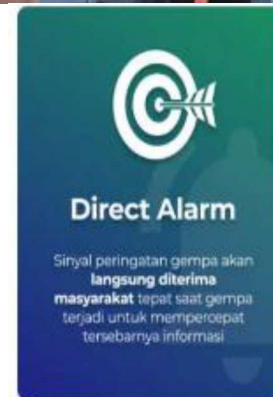 Direct Alarm
Sinyal peringatan gempa akan
langsung diterima
masyarakat tepat saat gempa
terjadi untuk mempercepat
tersebarnya informasi